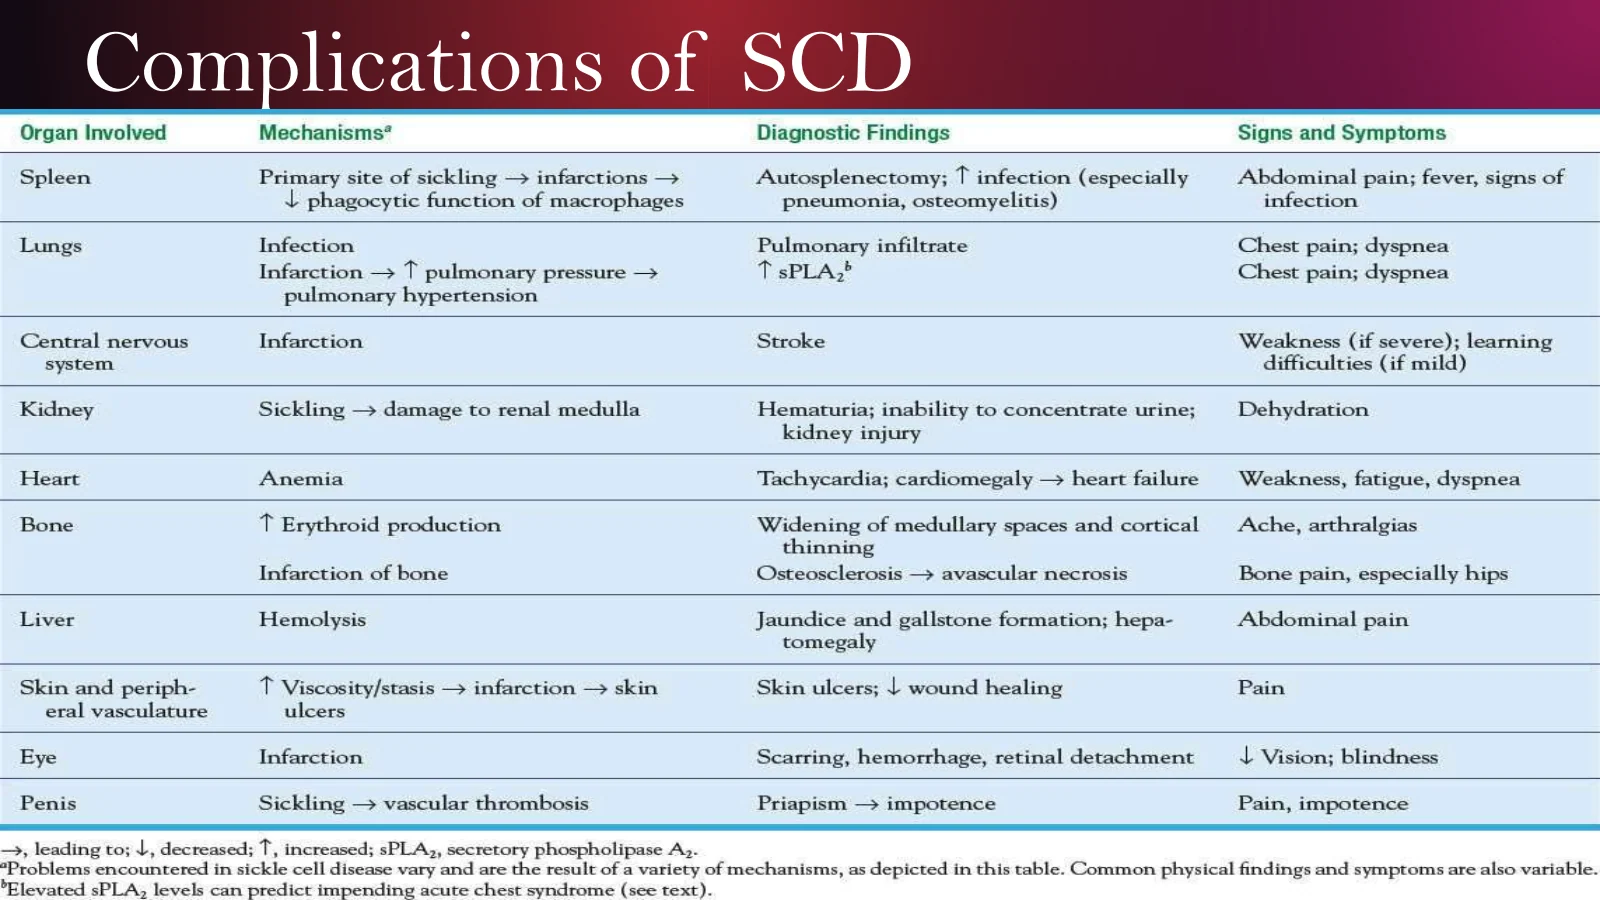 Complications of SCD
Organ Involved Mechanismsᵃ Diagnostic Findings Signs and Symptoms
Spleen Primary site of sickling → infarctions → Autosplenectomy; ↑ infection (especially Abdominal pain; fever, signs of
↓ phagocytic function of macrophages pneumonia, osteomyelitis) infection
Lungs Infection Pulmonary infiltrate Chest pain; dyspnea
Infarction → ↑ pulmonary pressure → ↑ sPLA₂ᵇ Chest pain; dyspnea
pulmonary hypertension
Central nervous Infarction Stroke Weakness (if severe); learning
system difficulties (if mild)
Kidney Sickling → damage to renal medulla Hematuria; inability to concentrate urine; Dehydration
kidney injury
Heart Anemia Tachycardia; cardiomegaly → heart failure Weakness, fatigue, dyspnea
Bone ↑ Erythroid production Widening of medullary spaces and cortical Ache, arthralgias
thinning
Infarction of bone Osteosclerosis → avascular necrosis Bone pain, especially hips
Liver Hemolysis Jaundice and gallstone formation; hepa- Abdominal pain
tomegaly
Skin and periph- ↑ Viscosity/stasis → infarction → skin Skin ulcers; ↓ wound healing Pain
eral vasculature ulcers
Eye Infarction Scarring, hemorrhage, retinal detachment ↓ Vision; blindness
Penis Sickling → vascular thrombosis Priapism → impotence Pain, impotence
→, leading to; ↓, decreased; ↑, increased; sPLA₂, secretory phospholipase A₂.
ᵃProblems encountered in sickle cell disease vary and are the result of a variety of mechanisms, as depicted in this table. Common physical findings and symptoms are also variable.
ᵇElevated sPLA₂ levels can predict impending acute chest syndrome (see text).